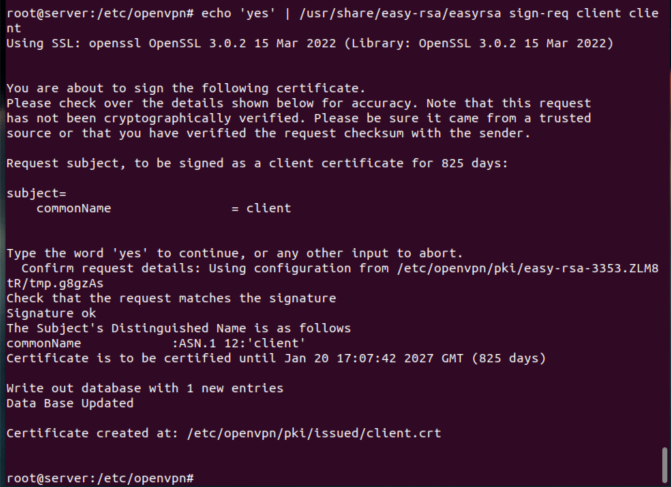 root@server:/etc/openvpn# echo 'yes' | /usr/share/easy-rsa/easyrsa sign-req client clie
nt
Using SSL: openssl OpenSSL 3.0.2 15 Mar 2022 (Library: OpenSSL 3.0.2 15 Mar 2022)
You are about to sign the following certificate.
Please check over the details shown below for accuracy. Note that this request
has not been cryptographically verified. Please be sure it came from a trusted
source or that you have verified the request checksum with the sender.
Request subject, to be signed as a client certificate for 825 days:
subject=
    commonName                = client
Type the word 'yes' to continue, or any other input to abort.
  Confirm request details: Using configuration from /etc/openvpn/pki/easy-rsa-3353.ZLM8
tR/tmp.g8gzAs
Check that the request matches the signature
Signature ok
The Subject's Distinguished Name is as follows
commonName            :ASN.1 12:'client'
Certificate is to be certified until Jan 20 17:07:42 2027 GMT (825 days)
Write out database with 1 new entries
Data Base Updated
Certificate created at: /etc/openvpn/pki/issued/client.crt
root@server:/etc/openvpn#